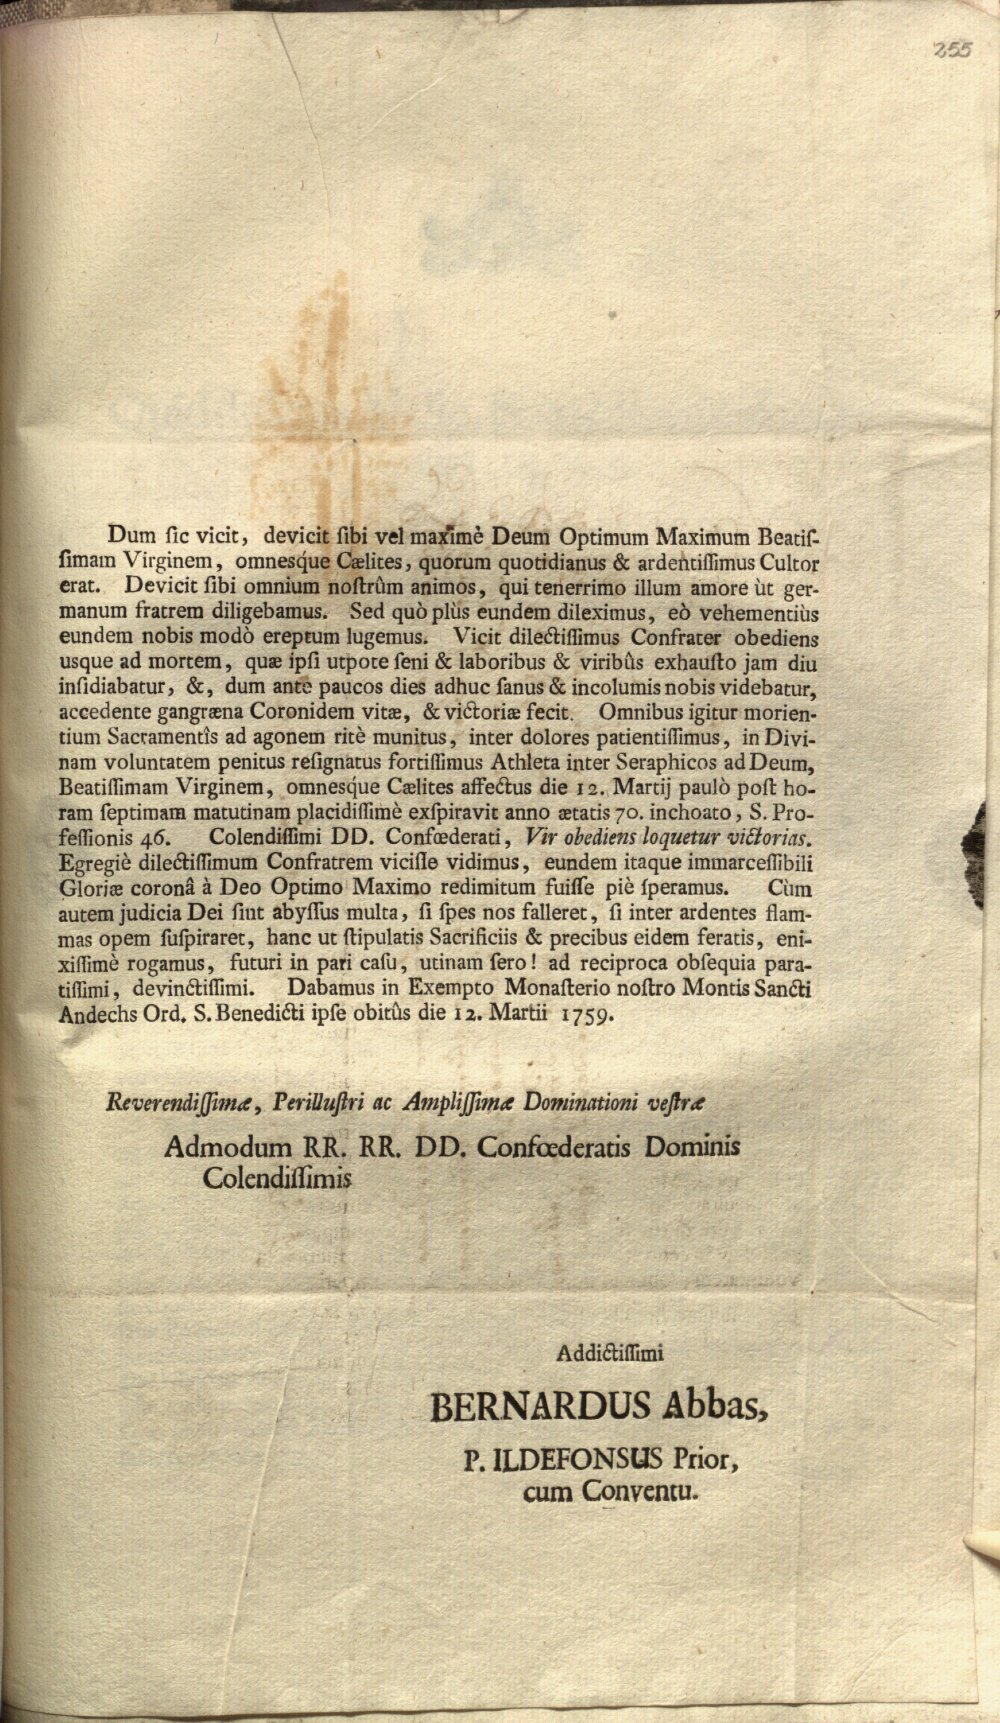 255
Dum ſic vicit, devicit ſibi vel maximè Deum Optimum Maximum Beatiſ-
ſimam Virginem, omnesq́ue Cælites, quorum quotidianus & ardentiſſimus Cultor
erat. Devicit ſibi omnium noſtrûm animos, qui tenerrimo illum amore ùt ger-
manum fratrem diligebamus. Sed quò plùs eundem dileximus, eò vehementiùs
eundem nobis modò ereptum lugemus. Vicit dilectiſſimus Confrater obediens
usque ad mortem, quæ ipſi utpote ſeni & laboribus & viribûs exhauſto jam diu
inſidiabatur, &, dum ante paucos dies adhuc ſanus & incolumis nobis videbatur,
accedente gangræna Coronidem vitæ, & victoriæ fecit. Omnibus igitur morien-
tium Sacramentîs ad agonem ritè munitus, inter dolores patientiſſimus, in Divi-
nam voluntatem penitus reſignatus fortiſſimus Athleta inter Seraphicos ad Deum,
Beatiſſimam Virginem, omnesq́ue Cælites affectus die 12. Martij paulò poſt ho-
ram ſeptimam matutinam placidiſſimè exſpiravit anno ætatis 70. inchoato, S. Pro-
feſſionis 46. Colendiſſimi DD. Confœderati, Vir obediens loquetur victorias.
Egregiè dilectiſſimum Confratrem viciſſe vidimus, eundem itaque immarceſſibili
Gloriæ coronâ à Deo Optimo Maximo redimitum fuiſſe piè ſperamus. Cùm
autem judicia Dei ſint abyſſus multa, ſi ſpes nos falleret, ſi inter ardentes flam-
mas opem ſuſpiraret, hanc ut ſtipulatis Sacrificiis & precibus eidem feratis, eni-
xiſſimè rogamus, futuri in pari caſu, utinam ſero! ad reciproca obſequia para-
tiſſimi, devinctiſſimi. Dabamus in Exempto Monaſterio noſtro Montis Sancti
Andechs Ord. S. Benedicti ipſe obitûs die 12. Martii 1759.
Reverendiſſimæ, Perilluſtri ac Ampliſſimæ Dominationi veſtræ
Admodum RR. RR. DD. Confœderatis Dominis
Colendiſſimis
Addictiſſimi
BERNARDUS Abbas,
P. ILDEFONSUS Prior,
cum Conventu.